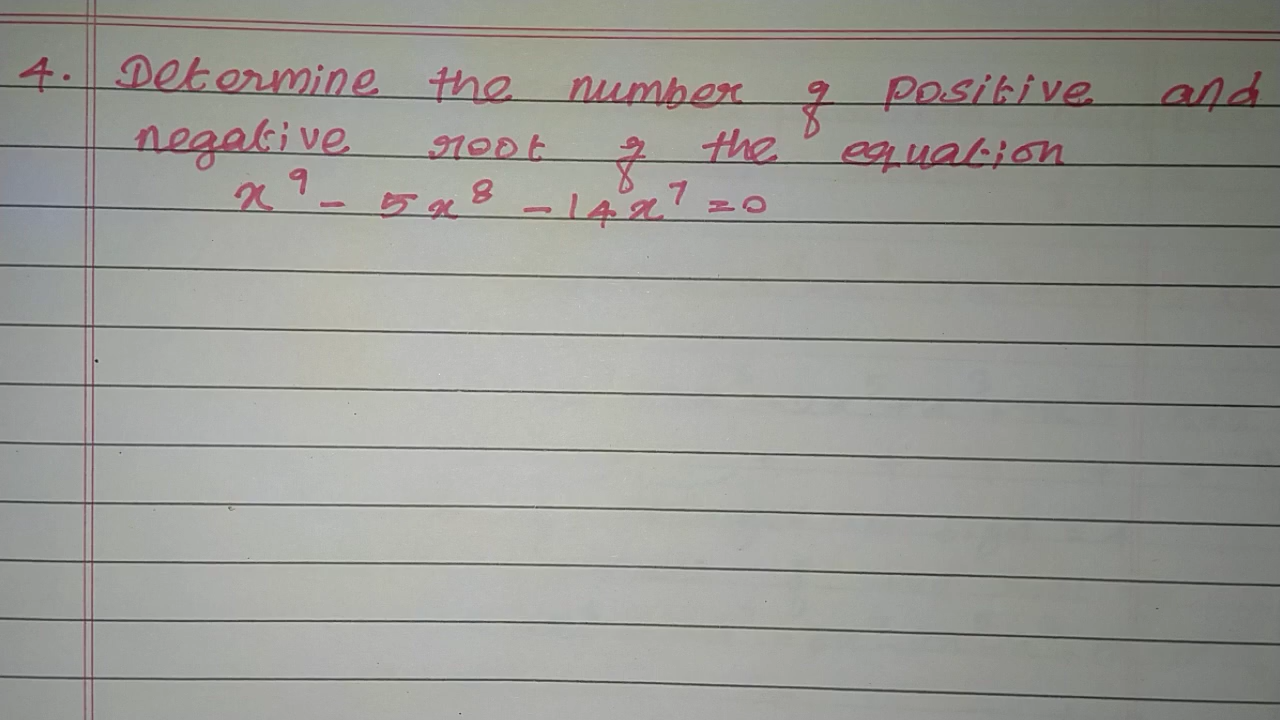 4. Determine the number of positive and
negative root of the equation
x⁹ - 5x⁸ - 14x⁷ = 0